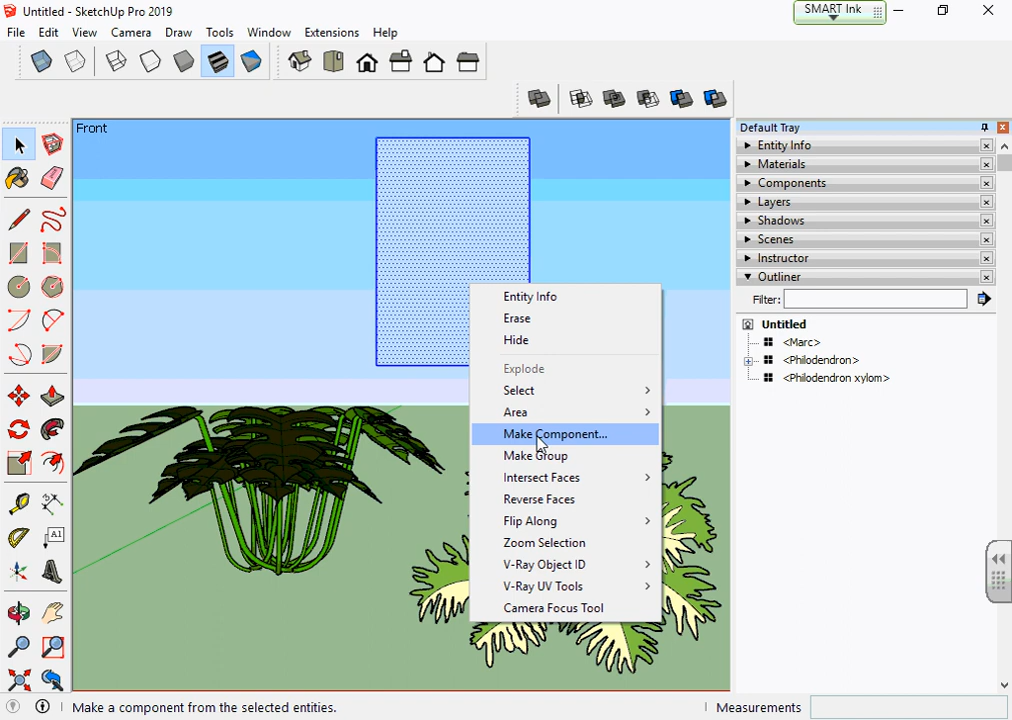 Untitled - SketchUp Pro 2019
SMART Ink
File Edit View Camera Draw Tools Window Extensions Help
Front
Default Tray
Entity Info
Materials
Components
Layers
Shadows
Scenes
Instructor
Outliner
Filter:
Untitled
<Marc>
<Philodendron>
<Philodendron xylom>
Entity Info
Erase
Hide
Explode
Select
Area
Make Component...
Make Group
Intersect Faces
Reverse Faces
Flip Along
Zoom Selection
V-Ray Object ID
V-Ray UV Tools
Camera Focus Tool
A1
Make a component from the selected entities.
Measurements